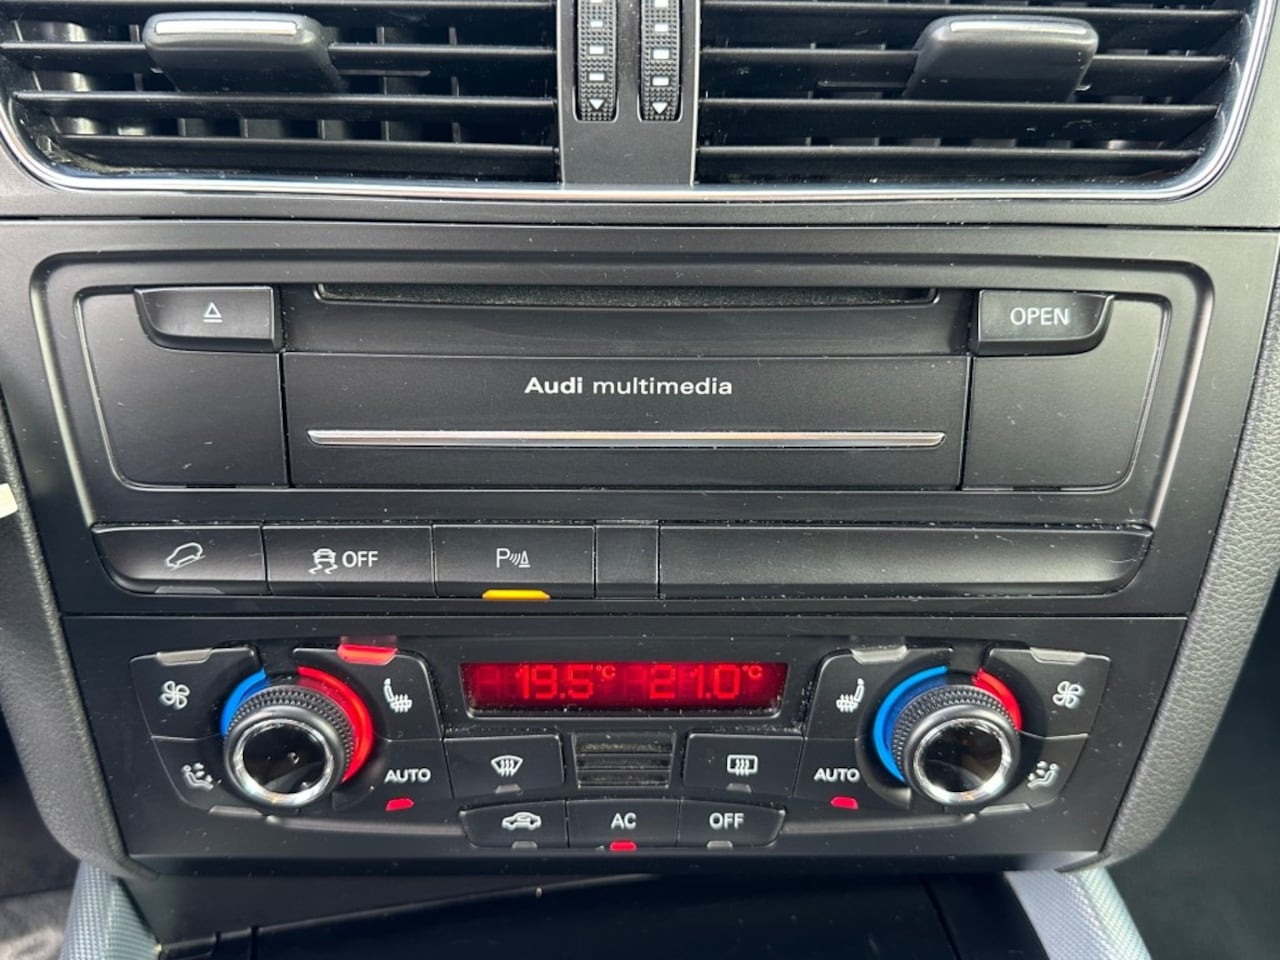 OPEN
Audi multimedia
OFF
P
19.5°C 21.0°C
AUTO
AUTO
AC
OFF